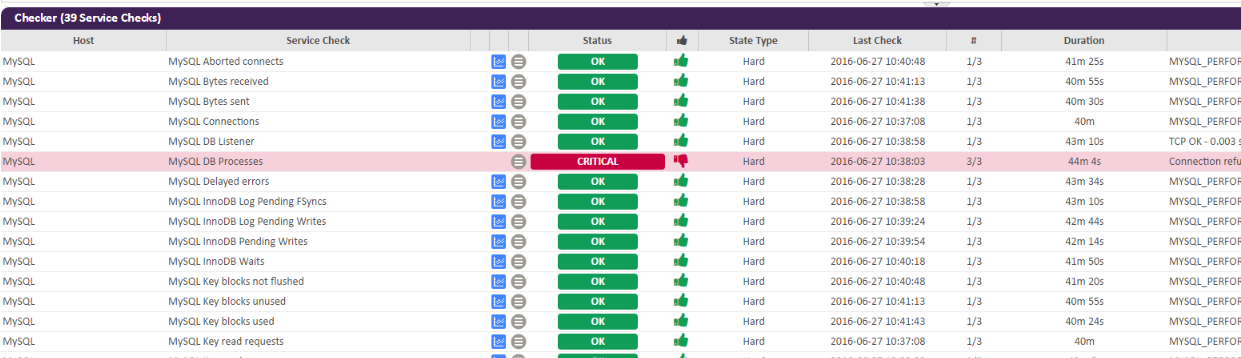 Checker (39 Service Checks)
Host Service Check Status State Type Last Check # Duration
MySQL MySQL Aborted connects OK Hard 2016-06-27 10:40:48 1/3 41m 25s MYSQL_PERFOR
MySQL MySQL Bytes received OK Hard 2016-06-27 10:41:13 1/3 40m 55s MYSQL_PERFOR
MySQL MySQL Bytes sent OK Hard 2016-06-27 10:41:38 1/3 40m 30s MYSQL_PERFOR
MySQL MySQL Connections OK Hard 2016-06-27 10:37:08 1/3 40m MYSQL_PERFOR
MySQL MySQL DB Listener OK Hard 2016-06-27 10:38:58 1/3 43m 10s TCP OK - 0.003 s
MySQL MySQL DB Processes CRITICAL Hard 2016-06-27 10:38:03 3/3 44m 4s Connection refu
MySQL MySQL Delayed errors OK Hard 2016-06-27 10:38:28 1/3 43m 34s MYSQL_PERFOR
MySQL MySQL InnoDB Log Pending FSyncs OK Hard 2016-06-27 10:38:58 1/3 43m 10s MYSQL_PERFOR
MySQL MySQL InnoDB Log Pending Writes OK Hard 2016-06-27 10:39:24 1/3 42m 44s MYSQL_PERFOR
MySQL MySQL InnoDB Pending Writes OK Hard 2016-06-27 10:39:54 1/3 42m 14s MYSQL_PERFOR
MySQL MySQL InnoDB Waits OK Hard 2016-06-27 10:40:18 1/3 41m 50s MYSQL_PERFOR
MySQL MySQL Key blocks not flushed OK Hard 2016-06-27 10:40:48 1/3 41m 20s MYSQL_PERFOR
MySQL MySQL Key blocks unused OK Hard 2016-06-27 10:41:13 1/3 40m 55s MYSQL_PERFOR
MySQL MySQL Key blocks used OK Hard 2016-06-27 10:41:43 1/3 40m 24s MYSQL_PERFOR
MySQL MySQL Key read requests OK Hard 2016-06-27 10:37:08 1/3 40m MYSQL_PERFOR